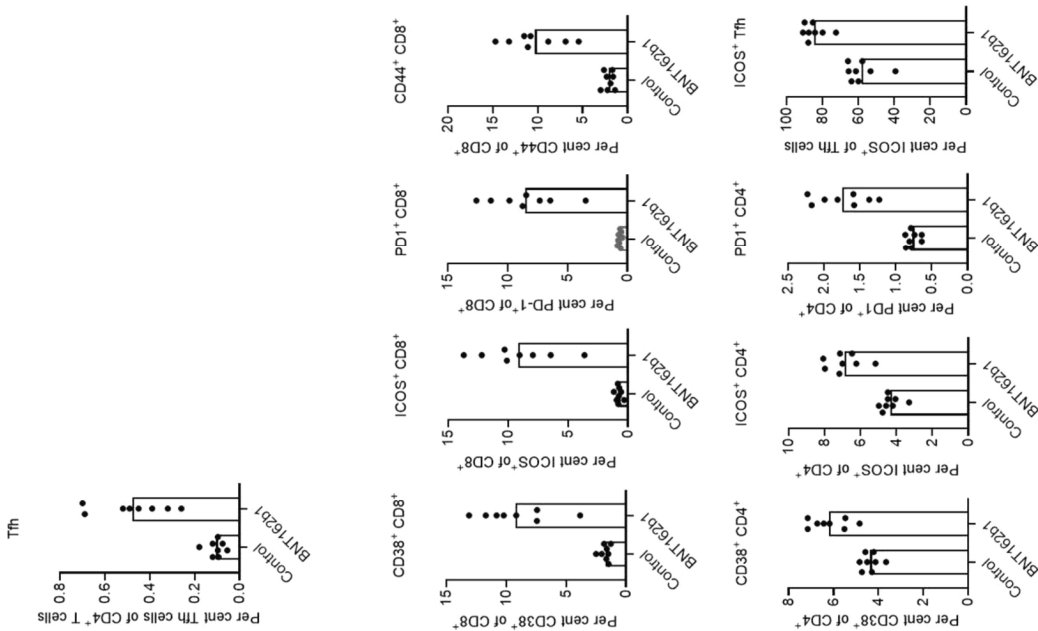 Tfh
Per cent Tfh cells of CD4⁺ T cells
0.8
0.6
0.4
0.2
0
Control
BNT162b1
CD38⁺ CD8⁺
Per cent CD38⁺ of CD8⁺
15
10
5
0
Control
BNT162b1
ICOS⁺ CD8⁺
Per cent ICOS⁺ of CD8⁺
15
10
5
0
Control
BNT162b1
PD1⁺ CD8⁺
Per cent PD-1⁺of CD8⁺
15
10
5
0
Control
BNT162b1
CD44⁺ CD8⁺
Per cent CD44⁺ of CD8⁺
20
15
10
5
0
Control
BNT162b1
CD38⁺ CD4⁺
Per cent CD38⁺ of CD4⁺
8
6
4
2
0
Control
BNT162b1
ICOS⁺ CD4⁺
Per cent ICOS⁺ of CD4⁺
10
8
6
4
2
0
Control
BNT162b1
PD1⁺ CD4⁺
Per cent PD1⁺ of CD4⁺
2.5
2.0
1.5
1.0
0.5
0.0
Control
BNT162b1
ICOS⁺ Tfh
Per cent ICOS⁺ of Tfh cells
100
80
60
40
20
0
Control
BNT162b1